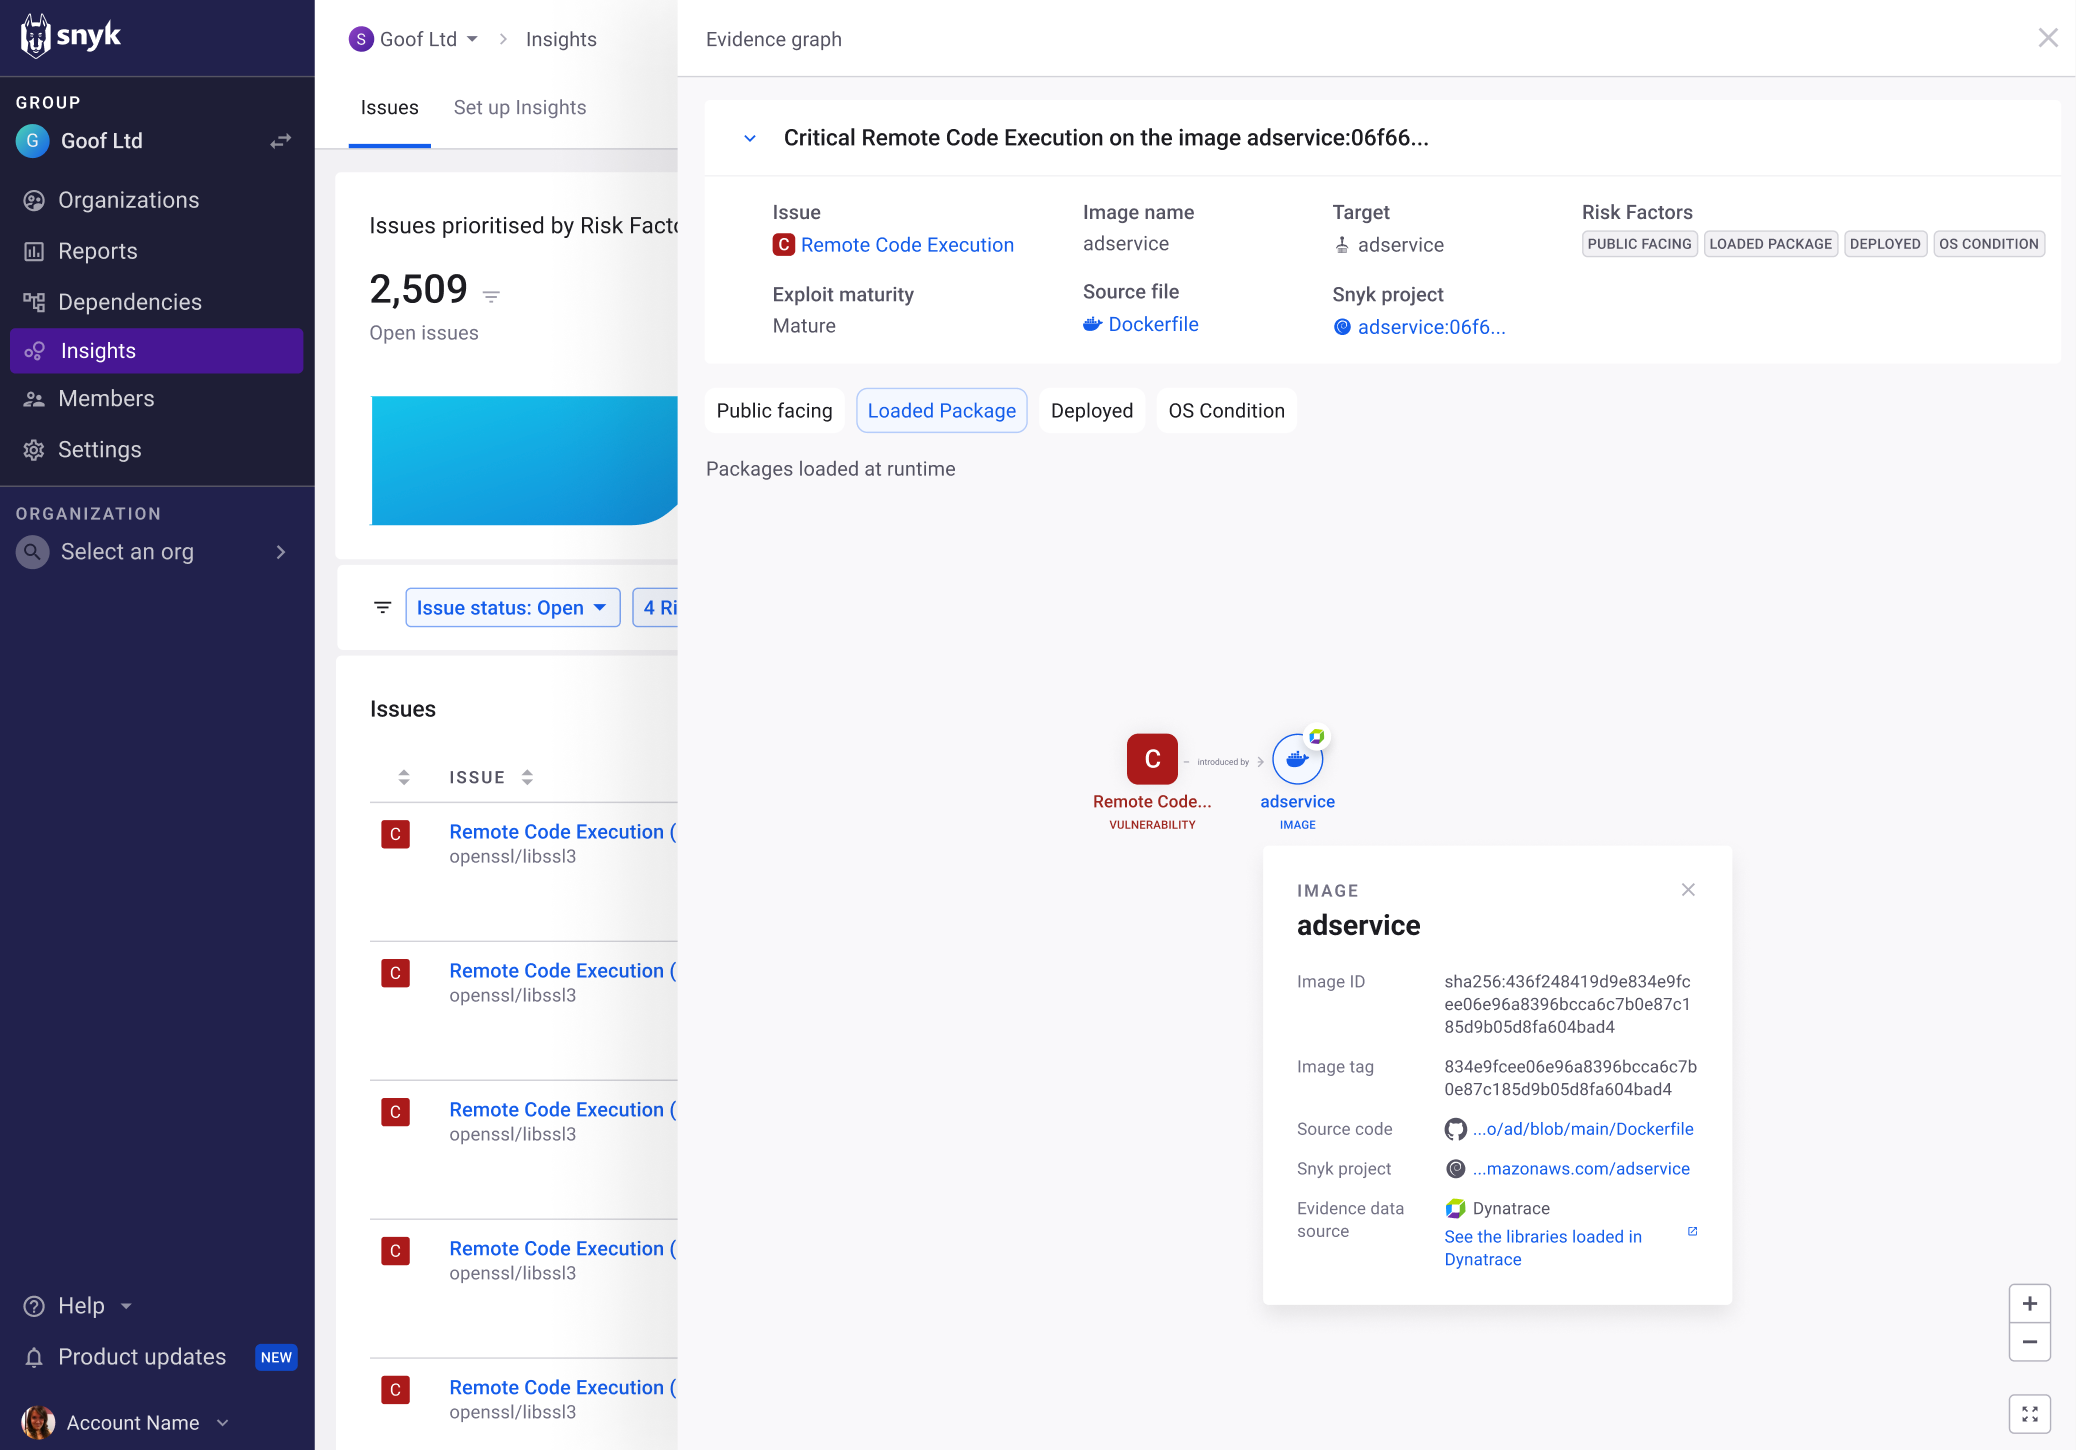 snyk
GROUP
G
Goof Ltd
Organizations
Reports
Dependencies
Insights
Members
Settings
ORGANIZATION
Select an org
Help
Product updates
NEW
Account Name
S
Goof Ltd
Insights
Issues
Set up Insights
Issues prioritised by Risk
2,509
Open issues
Issue status: Open
4
Issues
ISSUE
C
Remote Code Execution (
openssl/libssl3
C
Remote Code Execution (
openssl/libssl3
C
Remote Code Execution (
openssl/libssl3
C
Remote Code Execution (
openssl/libssl3
C
Remote Code Execution (
openssl/libssl3
Evidence graph
Critical Remote Code Execution on the image adservice:06f66...
Issue
C Remote Code Execution
Exploit maturity
Mature
Image name
adservice
Source file
Dockerfile
Target
adservice
Snyk project
adservice:06f6...
Risk Factors
PUBLIC FACING LOADED PACKAGE DEPLOYED OS CONDITION
Public facing Loaded Package Deployed OS Condition
Packages loaded at runtime
C
introduced by
Remote Code...
VULNERABILITY
adservice
IMAGE
IMAGE
adservice
Image ID
sha256:436f248419d9e834e9fc
ee06e96a8396bcca6c7b0e87c1
85d9b05d8fa604bad4
Image tag
834e9fcee06e96a8396bcca6c7b
0e87c185d9b05d8fa604bad4
Source code
...o/ad/blob/main/Dockerfile
Snyk project
...mazonaws.com/adservice
Evidence data
source
Dynatrace
See the libraries loaded in
Dynatrace